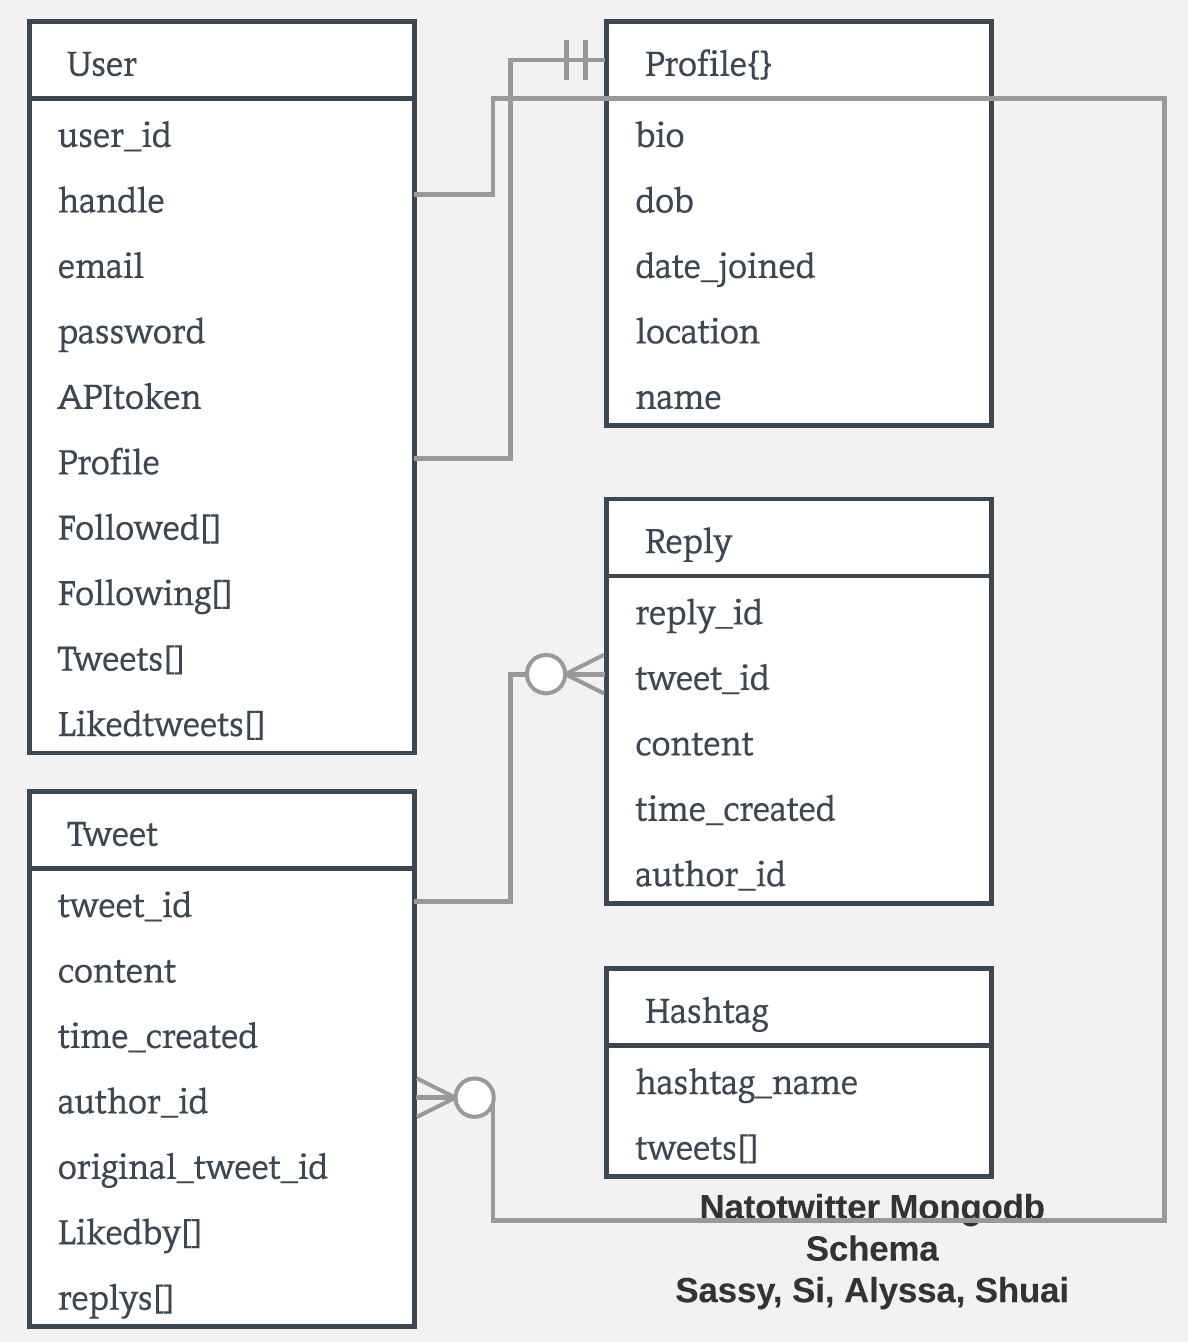 User
user_id
handle
email
password
APItoken
Profile
Followed[]
Following[]
Tweets[]
Likedtweets[]
Profile{}
bio
dob
date_joined
location
name
Reply
reply_id
tweet_id
content
time_created
author_id
Tweet
tweet_id
content
time_created
author_id
original_tweet_id
Likedby[]
replys[]
Hashtag
hashtag_name
tweets[]
Natotwitter Mongodb
Schema
Sassy, Si, Alyssa, Shuai